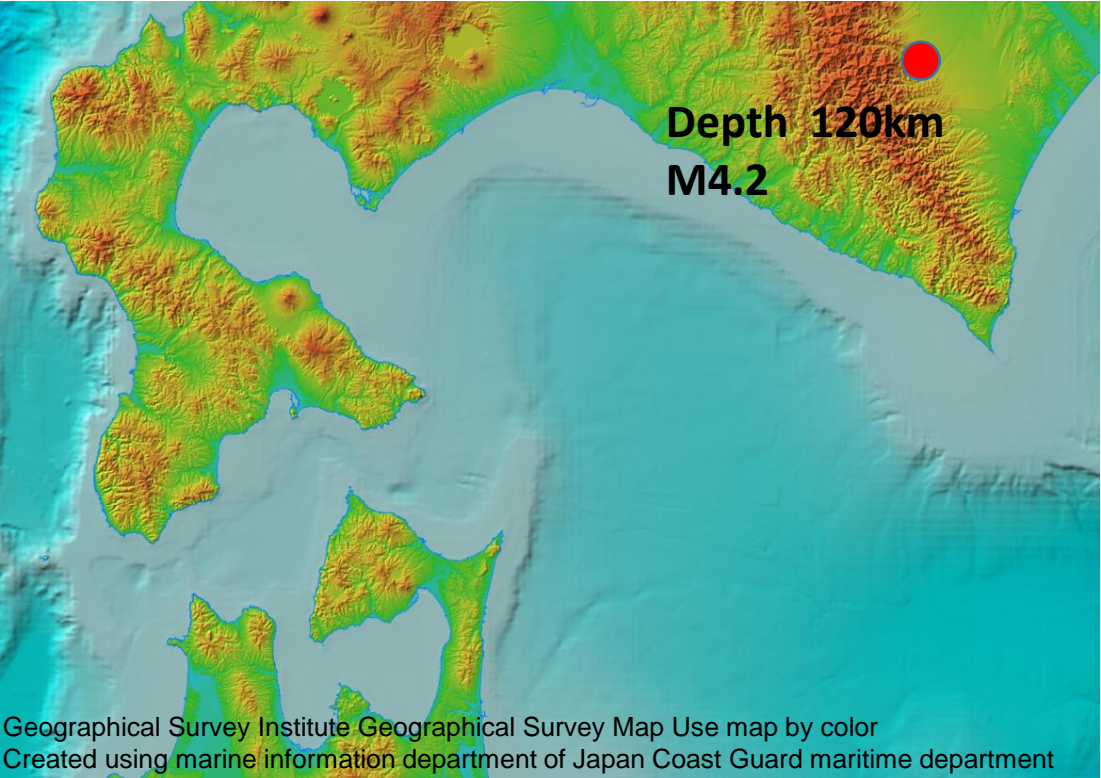 Depth 120km
M4.2
Geographical Survey Institute Geographical Survey Map Use map by color
Created using marine information department of Japan Coast Guard maritime department